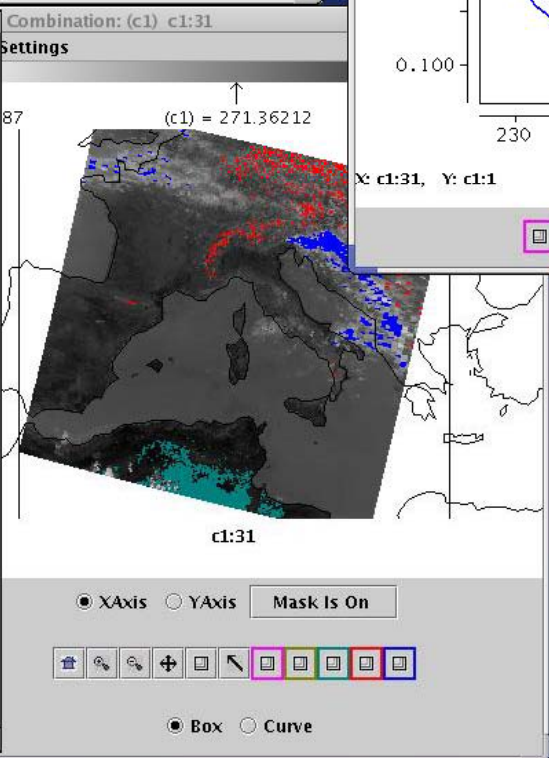 Combination: (c1) c1:31
Settings
0.100
87
(c1) = 271.36212
230
X: c1:31, Y: c1:1
c1:31
XAxis YAxis Mask Is On
Box Curve